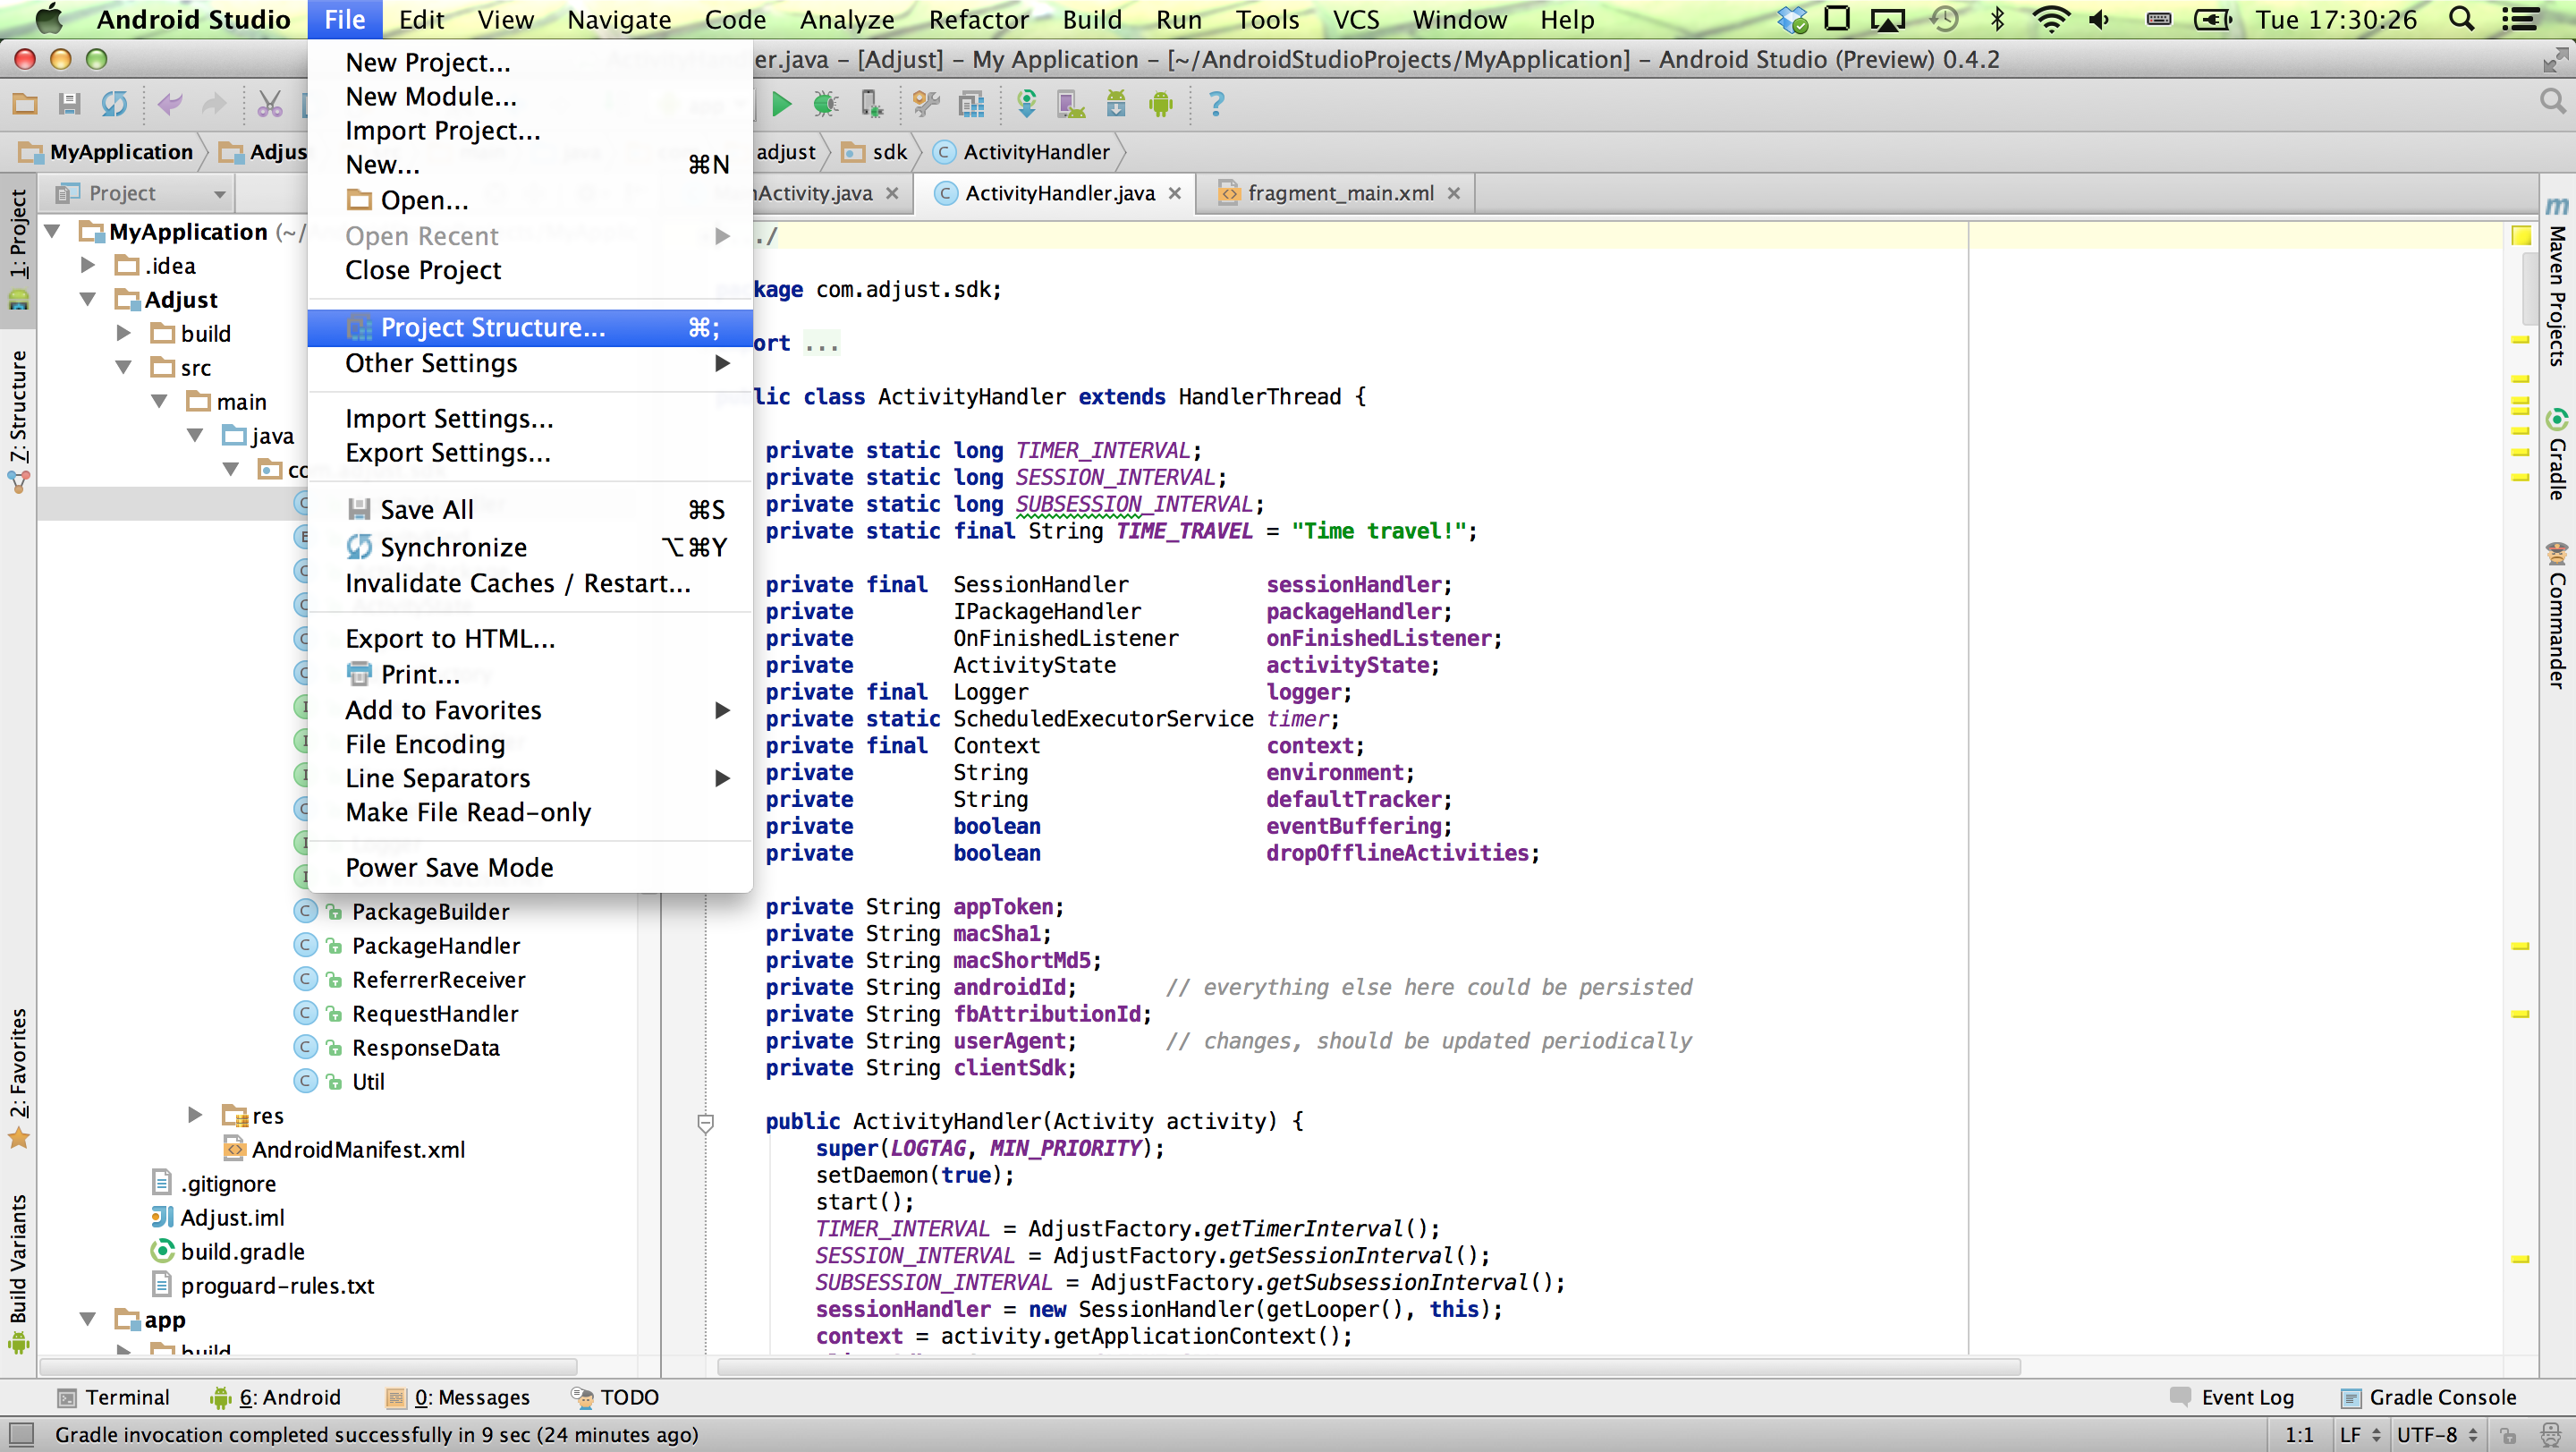 Android Studio File Edit View Navigate Code Analyze Refactor Build Run Tools VCS Window Help Tue 17:30:26
er.java – [Adjust] – My Application – [~/AndroidStudioProjects/MyApplication] – Android Studio (Preview) 0.4.2
New Project...
New Module...
Import Project...
New... ⌘N
Open...
Open Recent
Close Project
Project Structure... ⌘;
Other Settings
Import Settings...
Export Settings...
Save All ⌘S
Synchronize ⌥⌘Y
Invalidate Caches / Restart...
Export to HTML...
Print...
Add to Favorites
File Encoding
Line Separators
Make File Read-only
Power Save Mode
MyApplication Adjus adjust sdk ActivityHandler
Project
nActivity.java ActivityHandler.java fragment_main.xml
1: Project
7: Structure
2: Favorites
Build Variants
MyApplication (~/
.idea
Adjust
build
src
main
java
co
PackageBuilder
PackageHandler
ReferrerReceiver
RequestHandler
ResponseData
Util
res
AndroidManifest.xml
.gitignore
Adjust.iml
build.gradle
proguard-rules.txt
app
build
./
kage com.adjust.sdk;
ort ...
lic class ActivityHandler extends HandlerThread {
private static long TIMER_INTERVAL;
private static long SESSION_INTERVAL;
private static long SUBSESSION_INTERVAL;
private static final String TIME_TRAVEL = "Time travel!";
private final SessionHandler sessionHandler;
private IPackageHandler packageHandler;
private OnFinishedListener onFinishedListener;
private ActivityState activityState;
private final Logger logger;
private static ScheduledExecutorService timer;
private final Context context;
private String environment;
private String defaultTracker;
private boolean eventBuffering;
private boolean dropOfflineActivities;
private String appToken;
private String macSha1;
private String macShortMd5;
private String androidId; // everything else here could be persisted
private String fbAttributionId;
private String userAgent; // changes, should be updated periodically
private String clientSdk;
public ActivityHandler(Activity activity) {
super(LOGTAG, MIN_PRIORITY);
setDaemon(true);
start();
TIMER_INTERVAL = AdjustFactory.getTimerInterval();
SESSION_INTERVAL = AdjustFactory.getSessionInterval();
SUBSESSION_INTERVAL = AdjustFactory.getSubsessionInterval();
sessionHandler = new SessionHandler(getLooper(), this);
context = activity.getApplicationContext();
Maven Projects
Gradle
Commander
Terminal 6: Android 0: Messages TODO Event Log Gradle Console
Gradle invocation completed successfully in 9 sec (24 minutes ago) 1:1 LF UTF-8